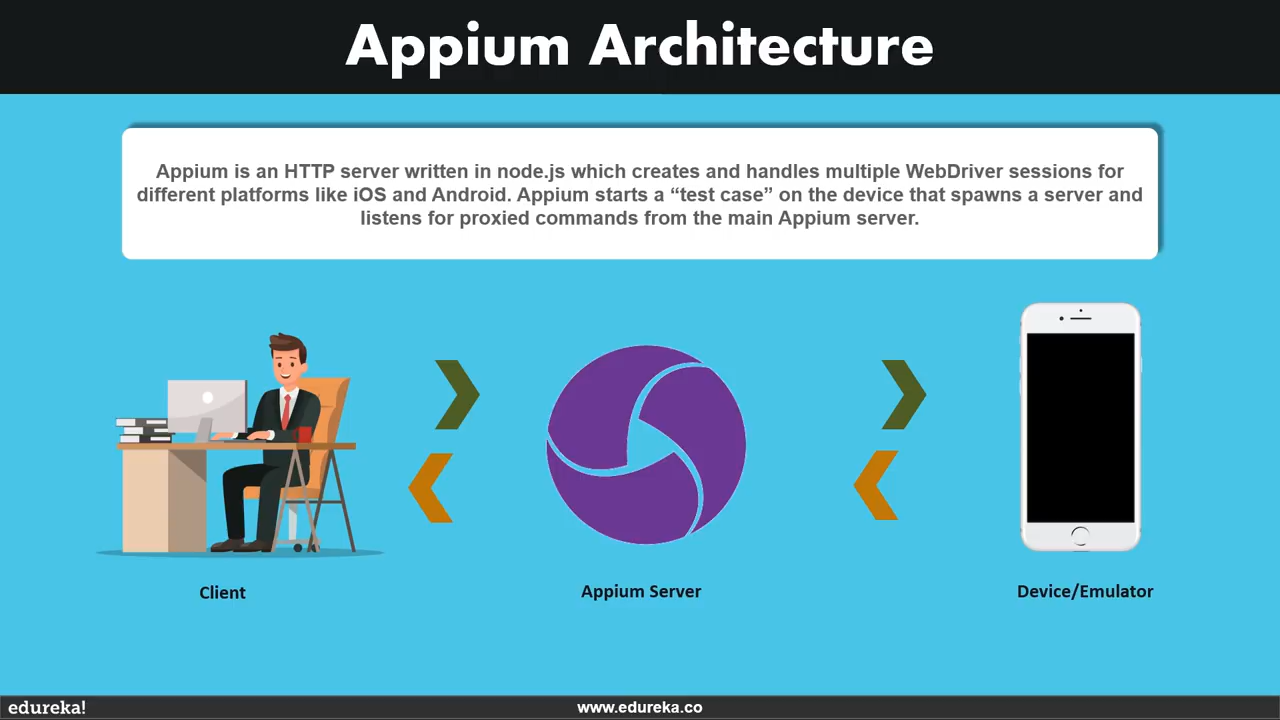 Appium Architecture
Appium is an HTTP server written in node.js which creates and handles multiple WebDriver sessions for
different platforms like iOS and Android. Appium starts a “test case” on the device that spawns a server and
listens for proxied commands from the main Appium server.
Client
Appium Server
Device/Emulator
edureka!
www.edureka.co